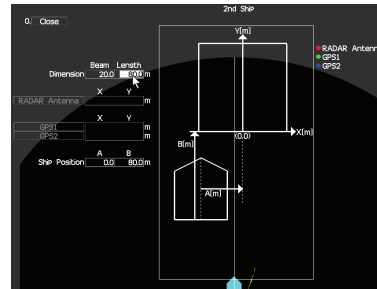 2nd Ship
0. Close
Y[m]
RADAR Antenn
GPS1
GPS2
Beam Length
Dimension 20.0 80.0 m
X Y
RADAR Antenna m
X Y
GPS1 m
GPS2 m
(0.0) X[m]
B[m]
A B
Ship Position 0.0 80.0 m
A[m]